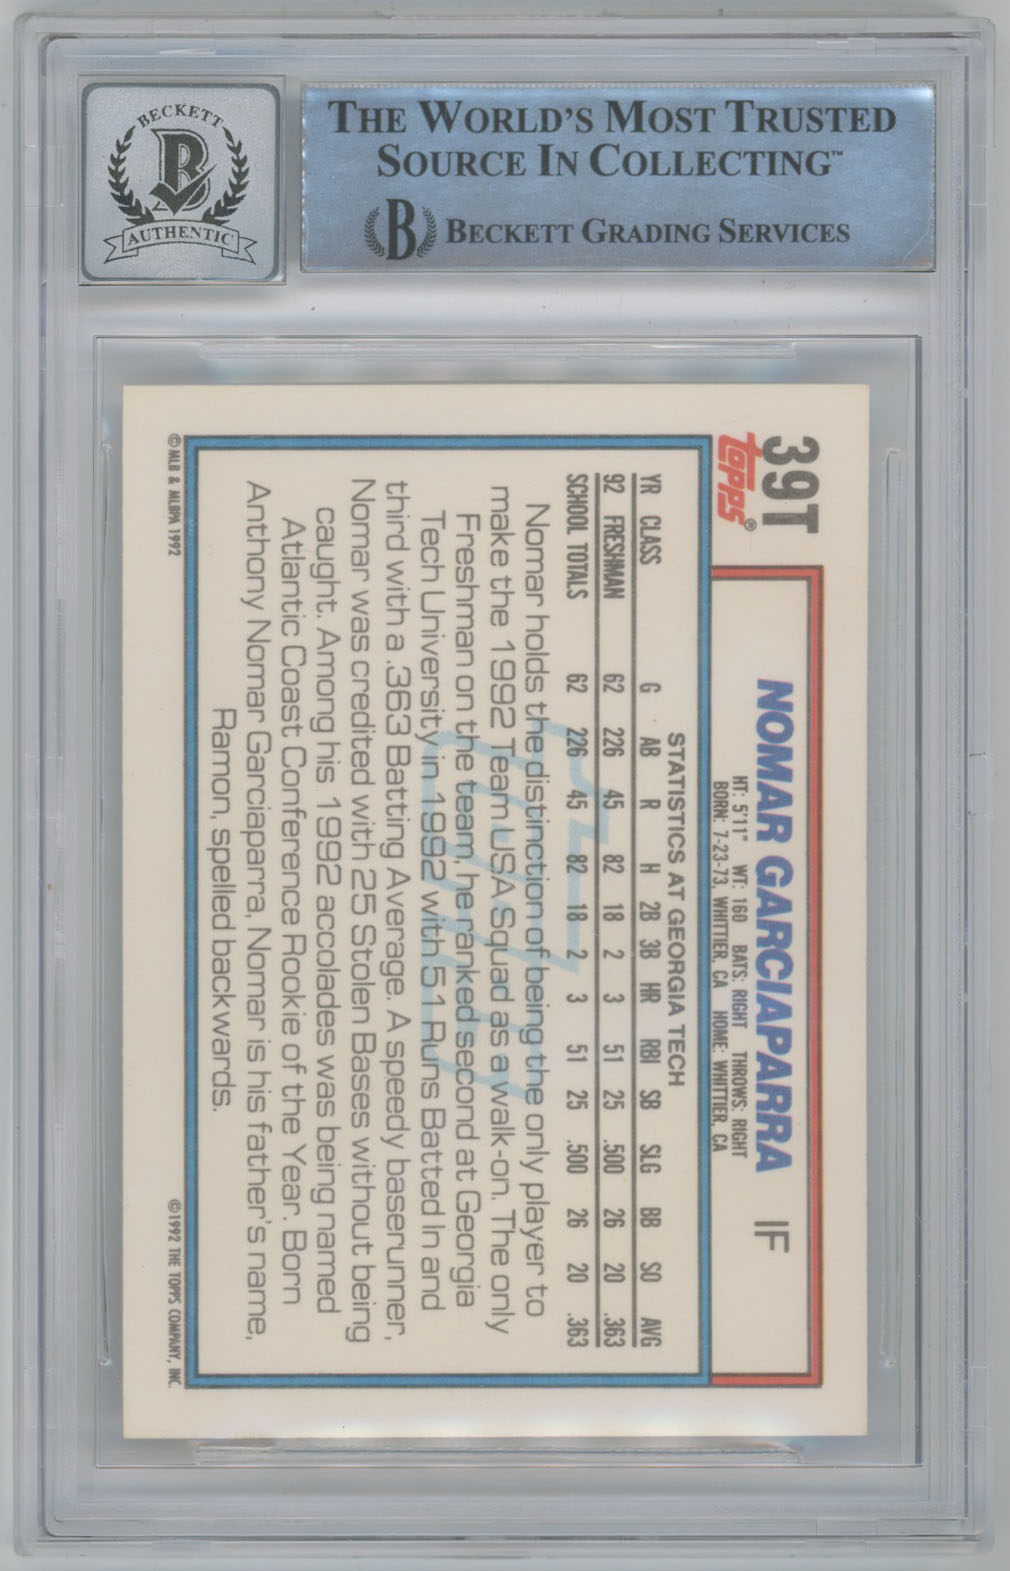 BECKETT
B
AUTHENTIC
THE WORLD'S MOST TRUSTED
SOURCE IN COLLECTING™
B BECKETT GRADING SERVICES
39T
TOPPS®
NOMAR GARCIAPARRA IF
HT: 5'11" WT: 160 BATS: RIGHT THROWS: RIGHT
BORN: 7-23-73, WHITTIER, CA HOME: WHITTIER, CA
STATISTICS AT GEORGIA TECH
YR CLASS G AB R H 2B 3B HR RBI SB SLG BB SO AVG
92 FRESHMAN 62 226 45 82 18 2 3 51 25 .500 26 20 .363
SCHOOL TOTALS 62 226 45 82 18 2 3 51 25 .500 26 20 .363
Nomar holds the distinction of being the only player to
make the 1992 Team USA Squad as a walk-on. The only
Freshman on the team, he ranked second at Georgia
Tech University in 1992 with 51 Runs Batted In and
third with a .363 Batting Average. A speedy baserunner,
Nomar was credited with 25 Stolen Bases without being
caught. Among his 1992 accolades was being named
Atlantic Coast Conference Rookie of the Year. Born
Anthony Nomar Garciaparra, Nomar is his father's name,
Ramon, spelled backwards.
© MLB & MLBPA 1992
©1992 THE TOPPS COMPANY, INC.